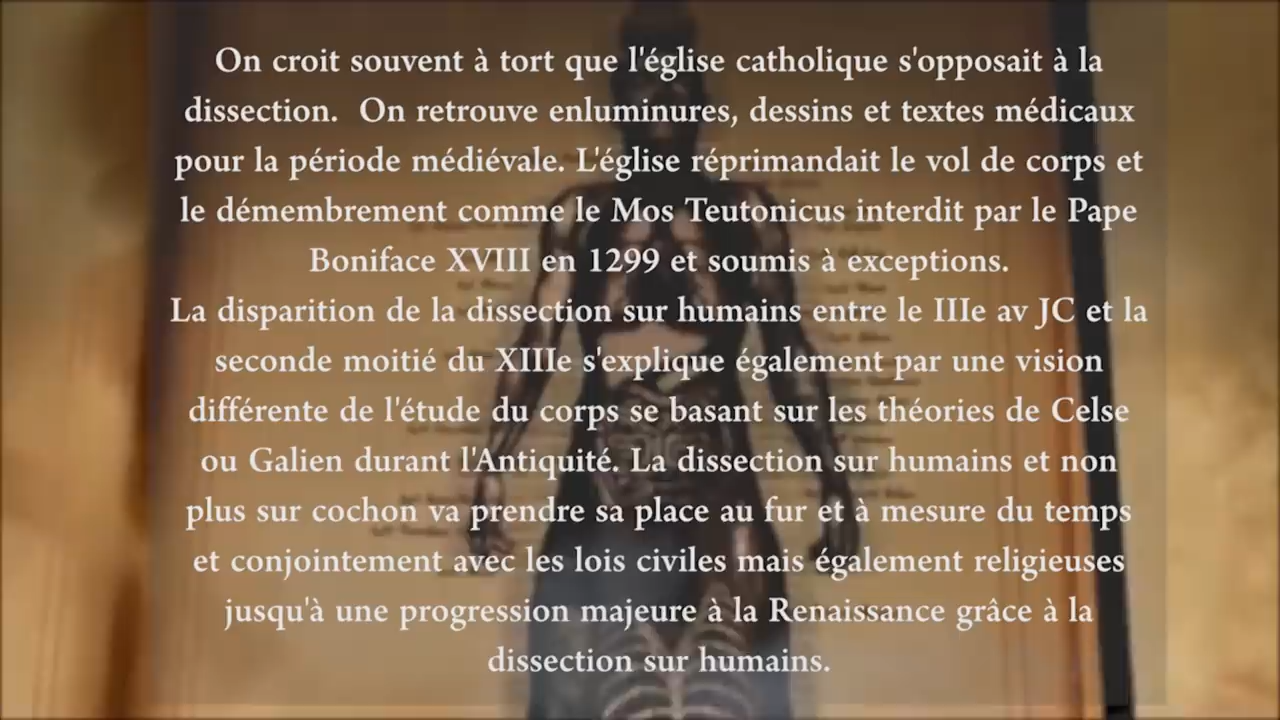 On croit souvent à tort que l'église catholique s'opposait à la
dissection.  On retrouve enluminures, dessins et textes médicaux
pour la période médiévale. L'église réprimandait le vol de corps et
le démembrement comme le Mos Teutonicus interdit par le Pape
Boniface XVIII en 1299 et soumis à exceptions.
La disparition de la dissection sur humains entre le IIIe av JC et la
seconde moitié du XIIIe s'explique également par une vision
différente de l'étude du corps se basant sur les théories de Celse
ou Galien durant l'Antiquité. La dissection sur humains et non
plus sur cochon va prendre sa place au fur et à mesure du temps
et conjointement avec les lois civiles mais également religieuses
jusqu'à une progression majeure à la Renaissance grâce à la
dissection sur humains.